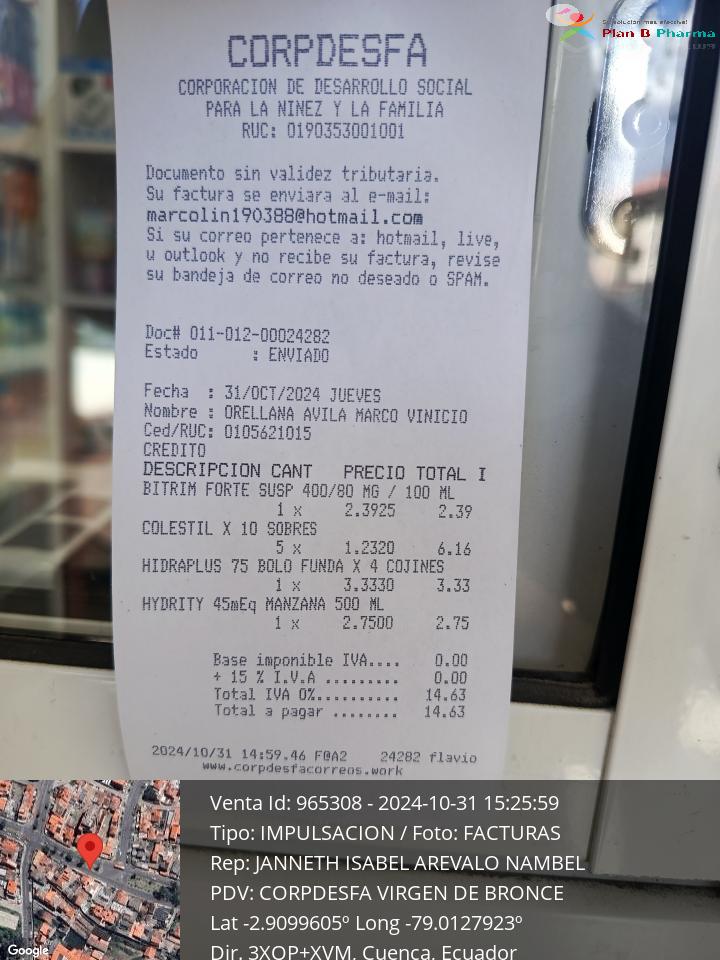 Su solución mas efectiva!
Plan B Pharma
CORPDESFA
CORPORACION DE DESARROLLO SOCIAL
PARA LA NINEZ Y LA FAMILIA
RUC: 0190353001001
Documento sin validez tributaria.
Su factura se enviara al e-mail:
marcolin190388@hotmail.com
Si su correo pertenece a: hotmail, live,
u outlook y no recibe su factura, revise
su bandeja de correo no deseado o SPAM.
Doc# 011-012-00024282
Estado : ENVIADO
Fecha : 31/OCT/2024 JUEVES
Nombre : ORELLANA AVILA MARCO VINICIO
Ced/RUC: 0105621015
CREDITO
DESCRIPCION CANT PRECIO TOTAL I
BITRIM FORTE SUSP 400/80 MG / 100 ML
1 x 2.3925 2.39
COLESTIL X 10 SOBRES
5 x 1.2320 6.16
HIDRAPLUS 75 BOLO FUNDA X 4 COJINES
1 x 3.3330 3.33
HYDRITY 45mEq MANZANA 500 ML
1 x 2.7500 2.75
Base imponible IVA.... 0.00
+ 15 % I.V.A ......... 0.00
Total IVA 0%.......... 14.63
Total a pagar ........ 14.63
2024/10/31 14:59.46 F@A2 24282 flavio
www.corpdesfacorreos.work
Venta Id: 965308 - 2024-10-31 15:25:59
Tipo: IMPULSACION / Foto: FACTURAS
Rep: JANNETH ISABEL AREVALO NAMBEL
PDV: CORPDESFA VIRGEN DE BRONCE
Lat -2.9099605º Long -79.0127923º
Dir. 3XQP+XVM, Cuenca, Ecuador
Google